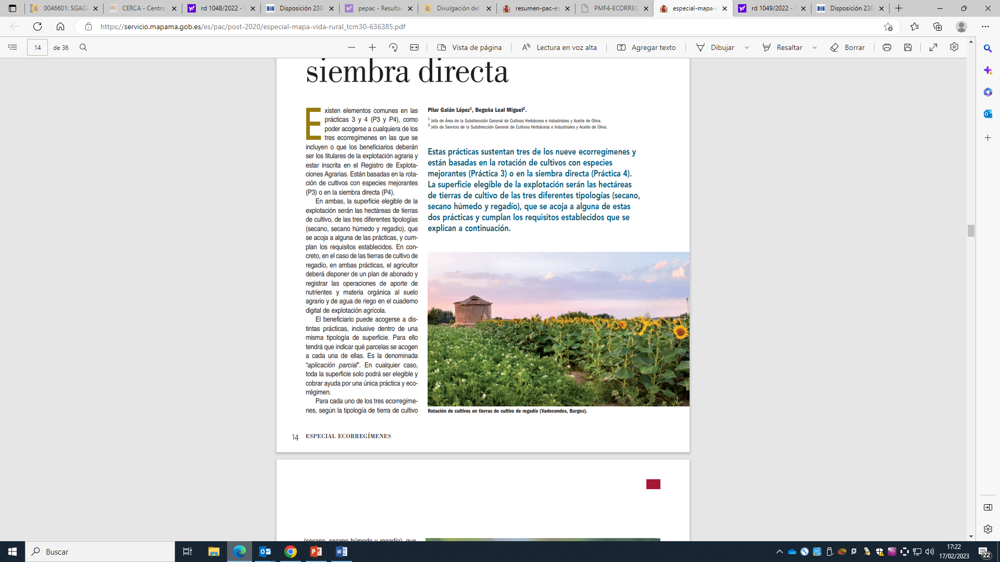 0046601: SGAGF
CERCA - Centro
rd 1048/2022 - F
Disposición 230
pepac - Resultac
Divulgación del
resumen-pac-es
PMF4-ECORREG
especial-mapa-v
rd 1049/2022 - F
Disposición 230
https://servicio.mapama.gob.es/es/pac/post-2020/especial-mapa-vida-rural_tcm30-636385.pdf
14 de 36
Vista de página
Lectura en voz alta
Agregar texto
Dibujar
Resaltar
Borrar
siembra directa
Existen elementos comunes en las
prácticas 3 y 4 (P3 y P4), como
poder acogerse a cualquiera de los
tres ecorregímenes en las que se
incluyen o que los beneficiarios deberán
ser los titulares de la explotación agraria y
estar inscrita en el Registro de Explota-
ciones Agrarias. Están basadas en la rota-
ción de cultivos con especies mejorantes
(P3) o en la siembra directa (P4).
En ambas, la superficie elegible de la
explotación serán las hectáreas de tierras
de cultivo, de las tres diferentes tipologías
(secano, secano húmedo y regadío), que
se acoja a alguna de las prácticas, y cum-
plan los requisitos establecidos. En con-
creto, en el caso de las tierras de cultivo de
regadío, en ambas prácticas, el agricultor
deberá disponer de un plan de abonado y
registrar las operaciones de aporte de
nutrientes y materia orgánica al suelo
agrario y de agua de riego en el cuaderno
digital de explotación agrícola.
El beneficiario puede acogerse a dis-
tintas prácticas, inclusive dentro de una
misma tipología de superficie. Para ello
tendrá que indicar qué parcelas se acogen
a cada una de ellas. Es la denominada
“aplicación parcial”. En cualquier caso,
toda la superficie solo podrá ser elegible y
cobrar ayuda por una única práctica y eco-
rrégimen.
Para cada uno de los tres ecorregíme-
nes, según la tipología de tierra de cultivo
Pilar Galán López1, Begoña Leal Miguel2.
1 Jefa de Área de la Subdirección General de Cultivos Herbáceos e Industriales y Aceite de Oliva.
2 Jefa de Servicio de la Subdirección General de Cultivos Herbáceos e Industriales y Aceite de Oliva.
Estas prácticas sustentan tres de los nueve ecorregímenes y
están basadas en la rotación de cultivos con especies
mejorantes (Práctica 3) o en la siembra directa (Práctica 4).
La superficie elegible de la explotación serán las hectáreas
de tierras de cultivo de las tres diferentes tipologías (secano,
secano húmedo y regadío), que se acoja a alguna de estas
dos prácticas y cumplan los requisitos establecidos que se
explican a continuación.
Rotación de cultivos en tierras de cultivo de regadío (Vadocondes, Burgos).
14 ESPECIAL ECORREGÍMENES
(secano, secano húmedo y regadío), que
Buscar
17:22
17/02/2023
22